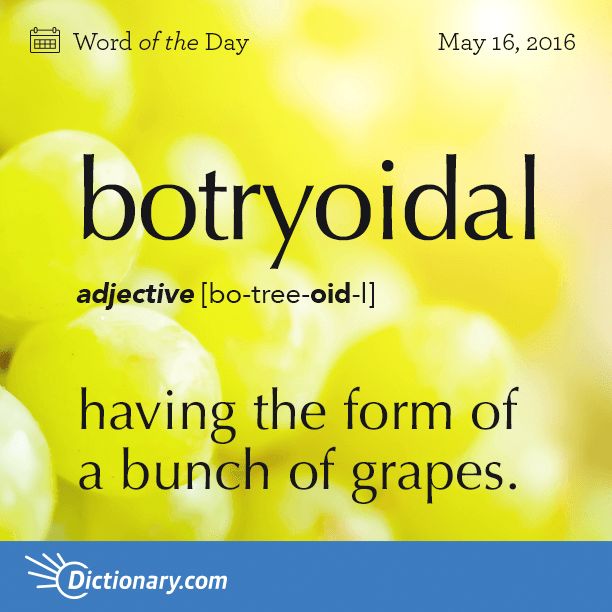 Word of the Day
May 16, 2016
botryoidal
adjective [bo-tree-oid-l]
having the form of
a bunch of grapes.
Dictionary.com